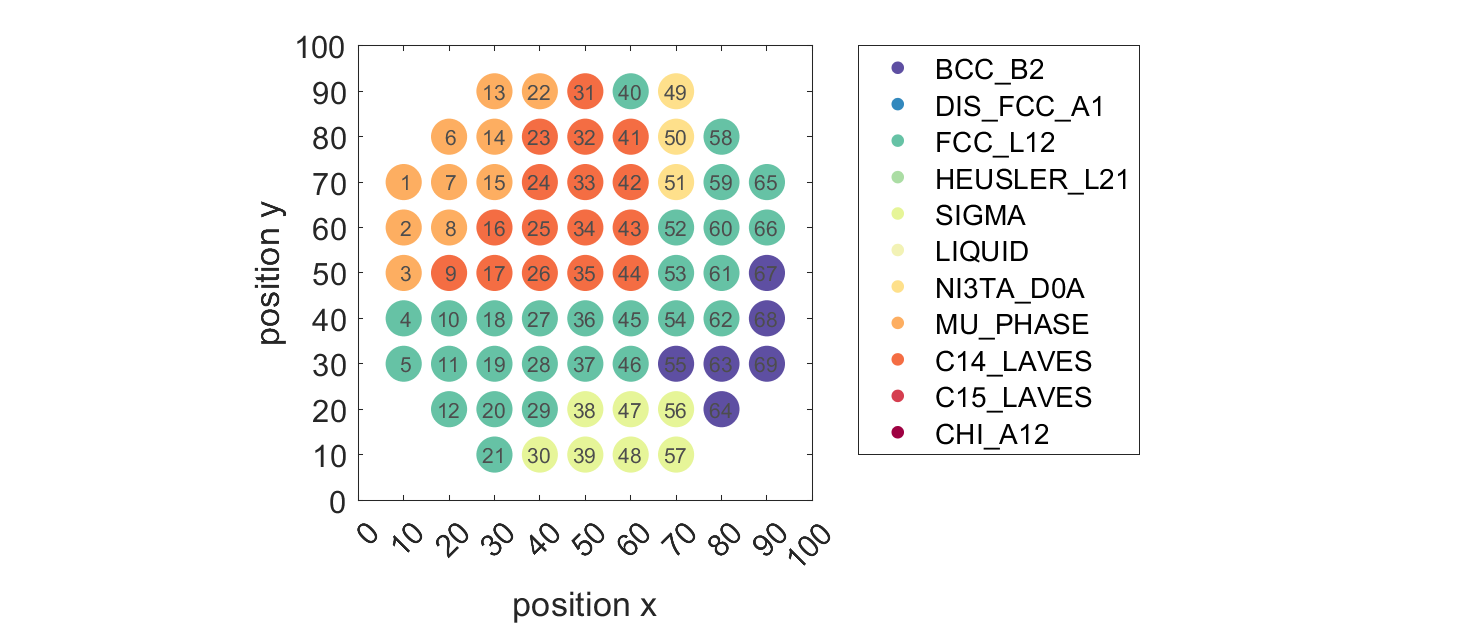 100
90
80
70
60
50
40
30
20
10
0
position y
13 22 31 40 49
6 14 23 32 41 50 58
1 7 15 24 33 42 51 59 65
2 8 16 25 34 43 52 60 66
3 9 17 26 35 44 53 61 67
4 10 18 27 36 45 54 62 68
5 11 19 28 37 46 55 63 69
12 20 29 38 47 56 64
21 30 39 48 57
0 10 20 30 40 50 60 70 80 90 100
position x
BCC_B2
DIS_FCC_A1
FCC_L12
HEUSLER_L21
SIGMA
LIQUID
NI3TA_D0A
MU_PHASE
C14_LAVES
C15_LAVES
CHI_A12